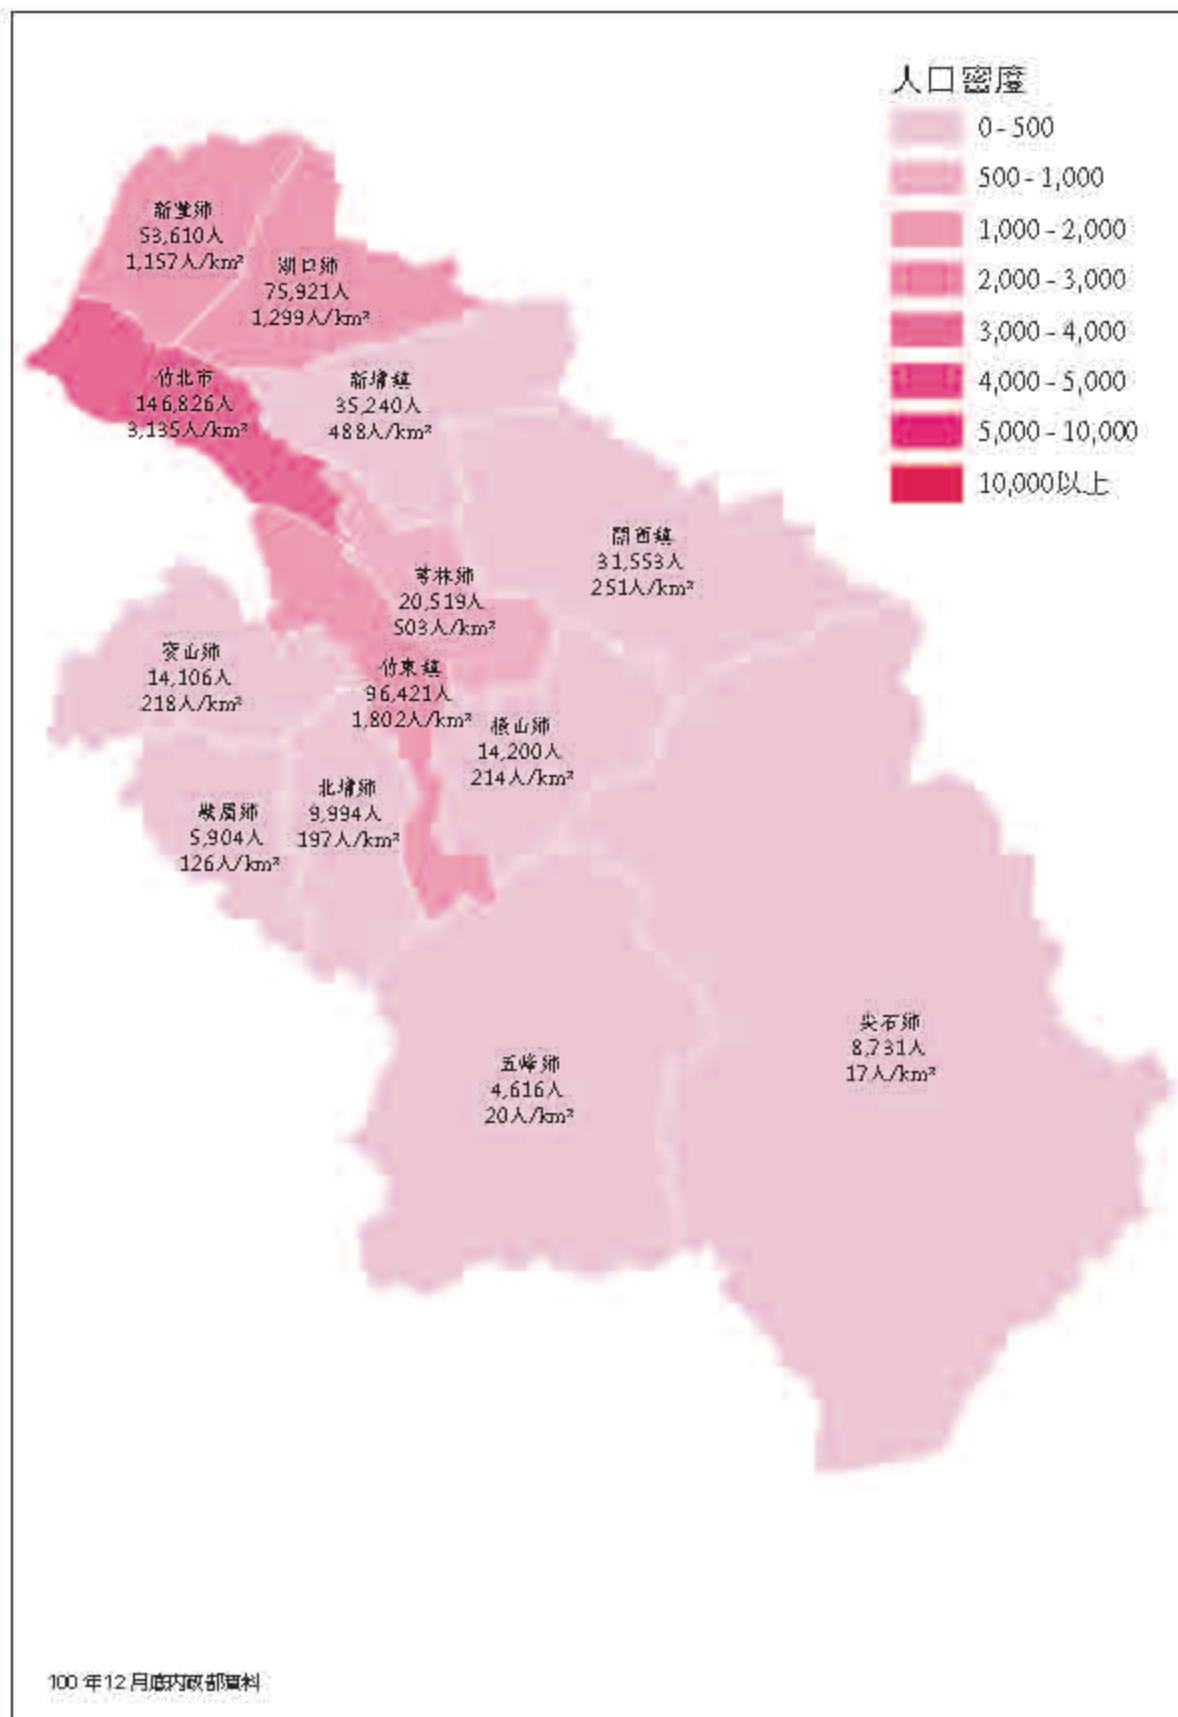 人口密度
0-500
500-1,000
1,000-2,000
2,000-3,000
3,000-4,000
4,000-5,000
5,000-10,000
10,000以上
新豐鄉
53,610人
1,157人/km²
湖口鄉
75,921人
1,299人/km²
竹北市
146,826人
3,135人/km²
新埔鎮
35,240人
488人/km²
關西鎮
31,553人
251人/km²
芎林鄉
20,519人
503人/km²
寶山鄉
14,106人
218人/km²
竹東鎮
96,421人
1,802人/km²
橫山鄉
14,200人
214人/km²
北埔鄉
9,994人
197人/km²
峨眉鄉
5,904人
126人/km²
尖石鄉
8,731人
17人/km²
五峰鄉
4,616人
20人/km²
100 年12 月底內政部資料